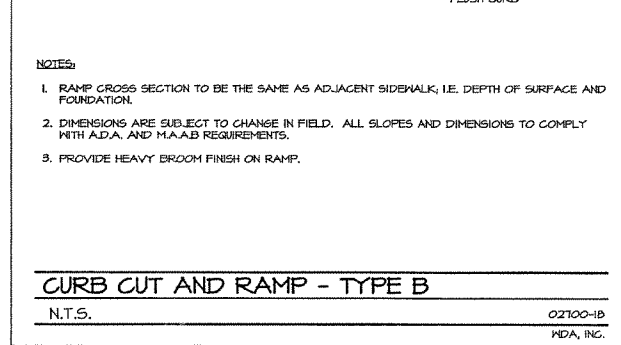 FLUSH CURB
NOTES:
1. RAMP CROSS SECTION TO BE THE SAME AS ADJACENT SIDEWALK; I.E. DEPTH OF SURFACE AND
FOUNDATION.
2. DIMENSIONS ARE SUBJECT TO CHANGE IN FIELD. ALL SLOPES AND DIMENSIONS TO COMPLY
WITH A.D.A. AND M.A.A.B REQUIREMENTS.
3. PROVIDE HEAVY BROOM FINISH ON RAMP.
CURB CUT AND RAMP - TYPE B
N.T.S.
02700-1B
WDA, INC.